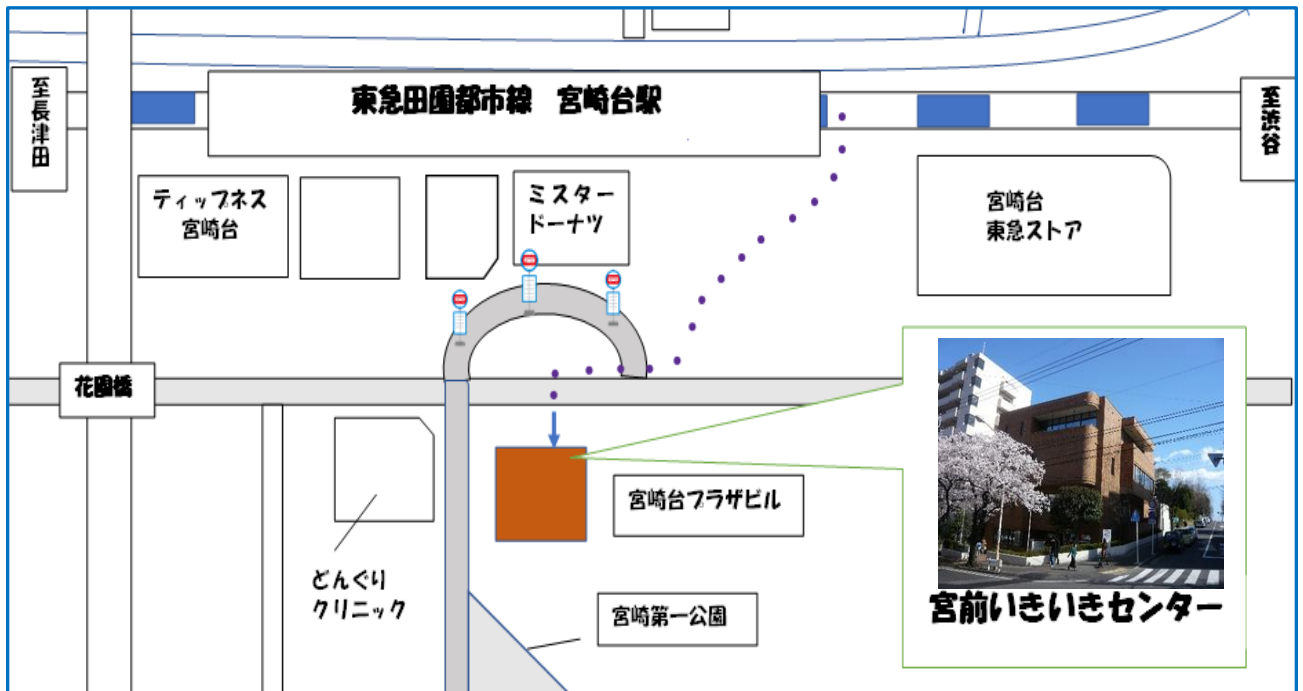 東急田園都市線 宮崎台駅
至長津田
至渋谷
ティップネス
宮崎台
ミスター
ドーナツ
宮崎台
東急ストア
花園橋
宮崎台プラザビル
どんぐり
クリニック
宮崎第一公園
宮前いきいきセンター